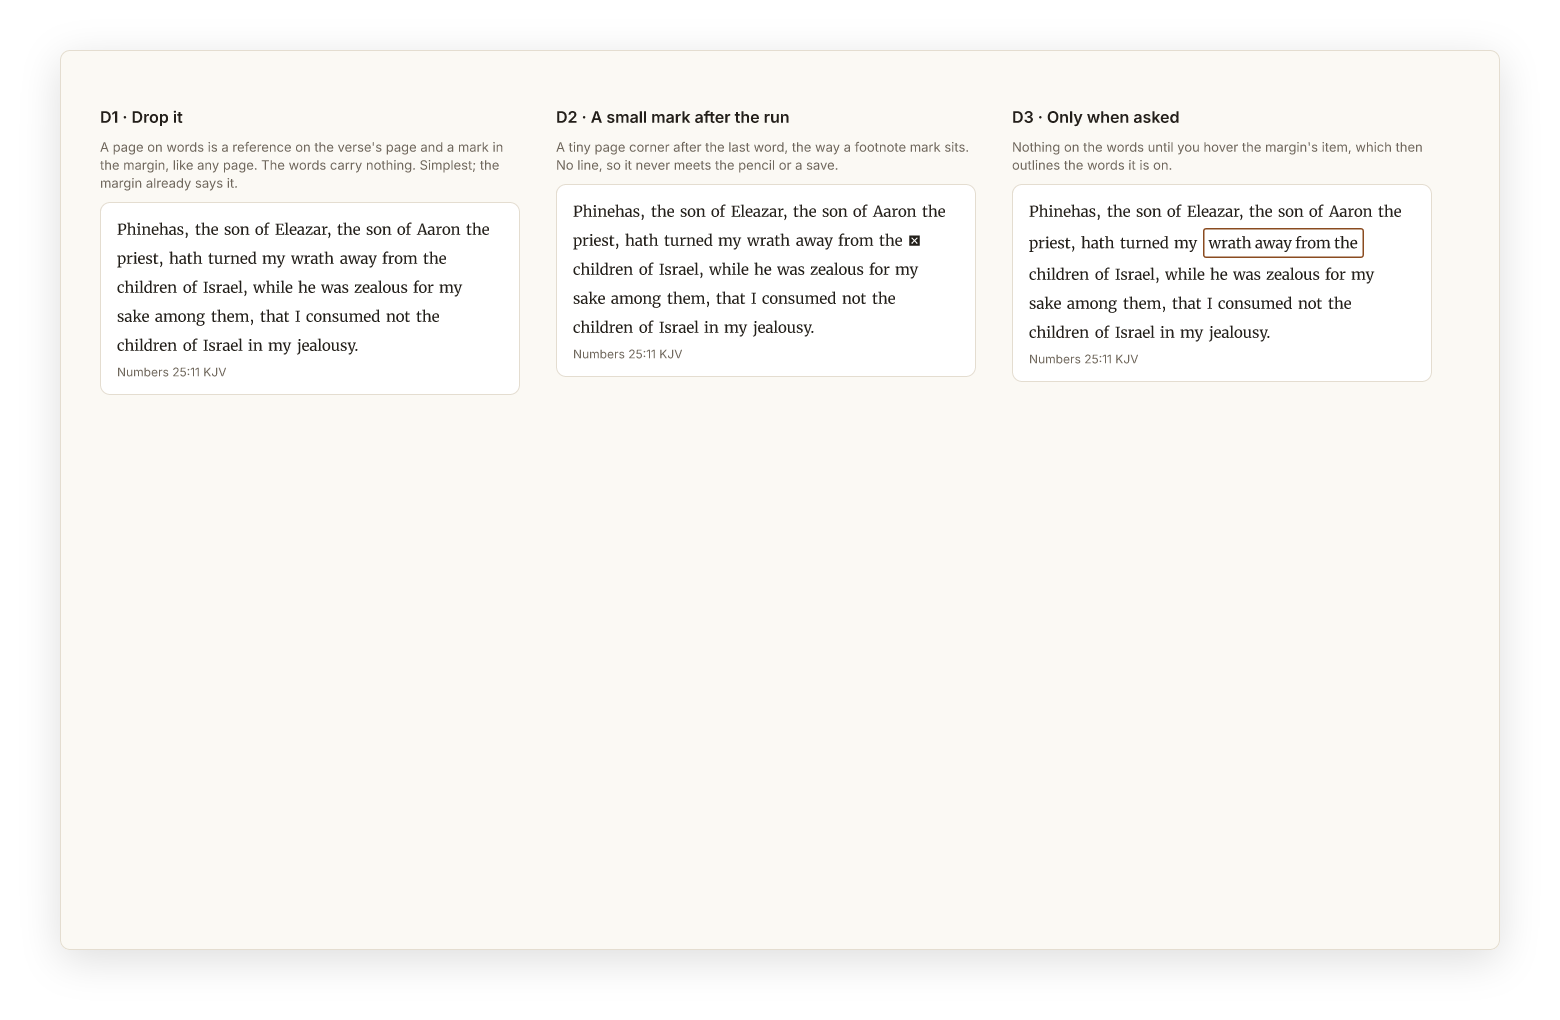 D1 · Drop it
A page on words is a reference on the verse's page and a mark in
the margin, like any page. The words carry nothing. Simplest; the
margin already says it.
Phinehas, the son of Eleazar, the son of Aaron the
priest, hath turned my wrath away from the
children of Israel, while he was zealous for my
sake among them, that I consumed not the
children of Israel in my jealousy.
Numbers 25:11 KJV
D2 · A small mark after the run
A tiny page corner after the last word, the way a footnote mark sits.
No line, so it never meets the pencil or a save.
Phinehas, the son of Eleazar, the son of Aaron the
priest, hath turned my wrath away from the
children of Israel, while he was zealous for my
sake among them, that I consumed not the
children of Israel in my jealousy.
Numbers 25:11 KJV
D3 · Only when asked
Nothing on the words until you hover the margin's item, which then
outlines the words it is on.
Phinehas, the son of Eleazar, the son of Aaron the
priest, hath turned my wrath away from the
children of Israel, while he was zealous for my
sake among them, that I consumed not the
children of Israel in my jealousy.
Numbers 25:11 KJV